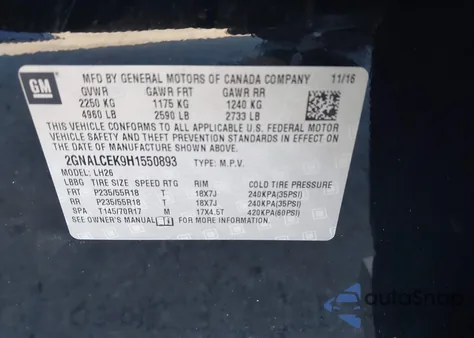 GM
MFD BY GENERAL MOTORS OF CANADA COMPANY 11/16
GVWR GAWR FRT GAWR RR
2250 KG 1175 KG 1240 KG
4960 LB 2590 LB 2733 LB
THIS VEHICLE CONFORMS TO ALL APPLICABLE U.S. FEDERAL MOTOR
VEHICLE SAFETY AND THEFT PREVENTION STANDARDS IN EFFECT ON
THE DATE OF MANUFACTURE SHOWN ABOVE.
2GNALCEK9H1550893 TYPE: M.P.V.
MODEL: LH26
LBBG TIRE SIZE SPEED RTG RIM COLD TIRE PRESSURE
FRT P235/55R18 T 18X7J 240KPA(35PSI)
RR P235/55R18 T 18X7J 240KPA(35PSI)
SPA T145/70R17 M 17X4.5T 420KPA(60PSI)
SEE OWNER'S MANUAL FOR MORE INFORMATION.
AutoSnap